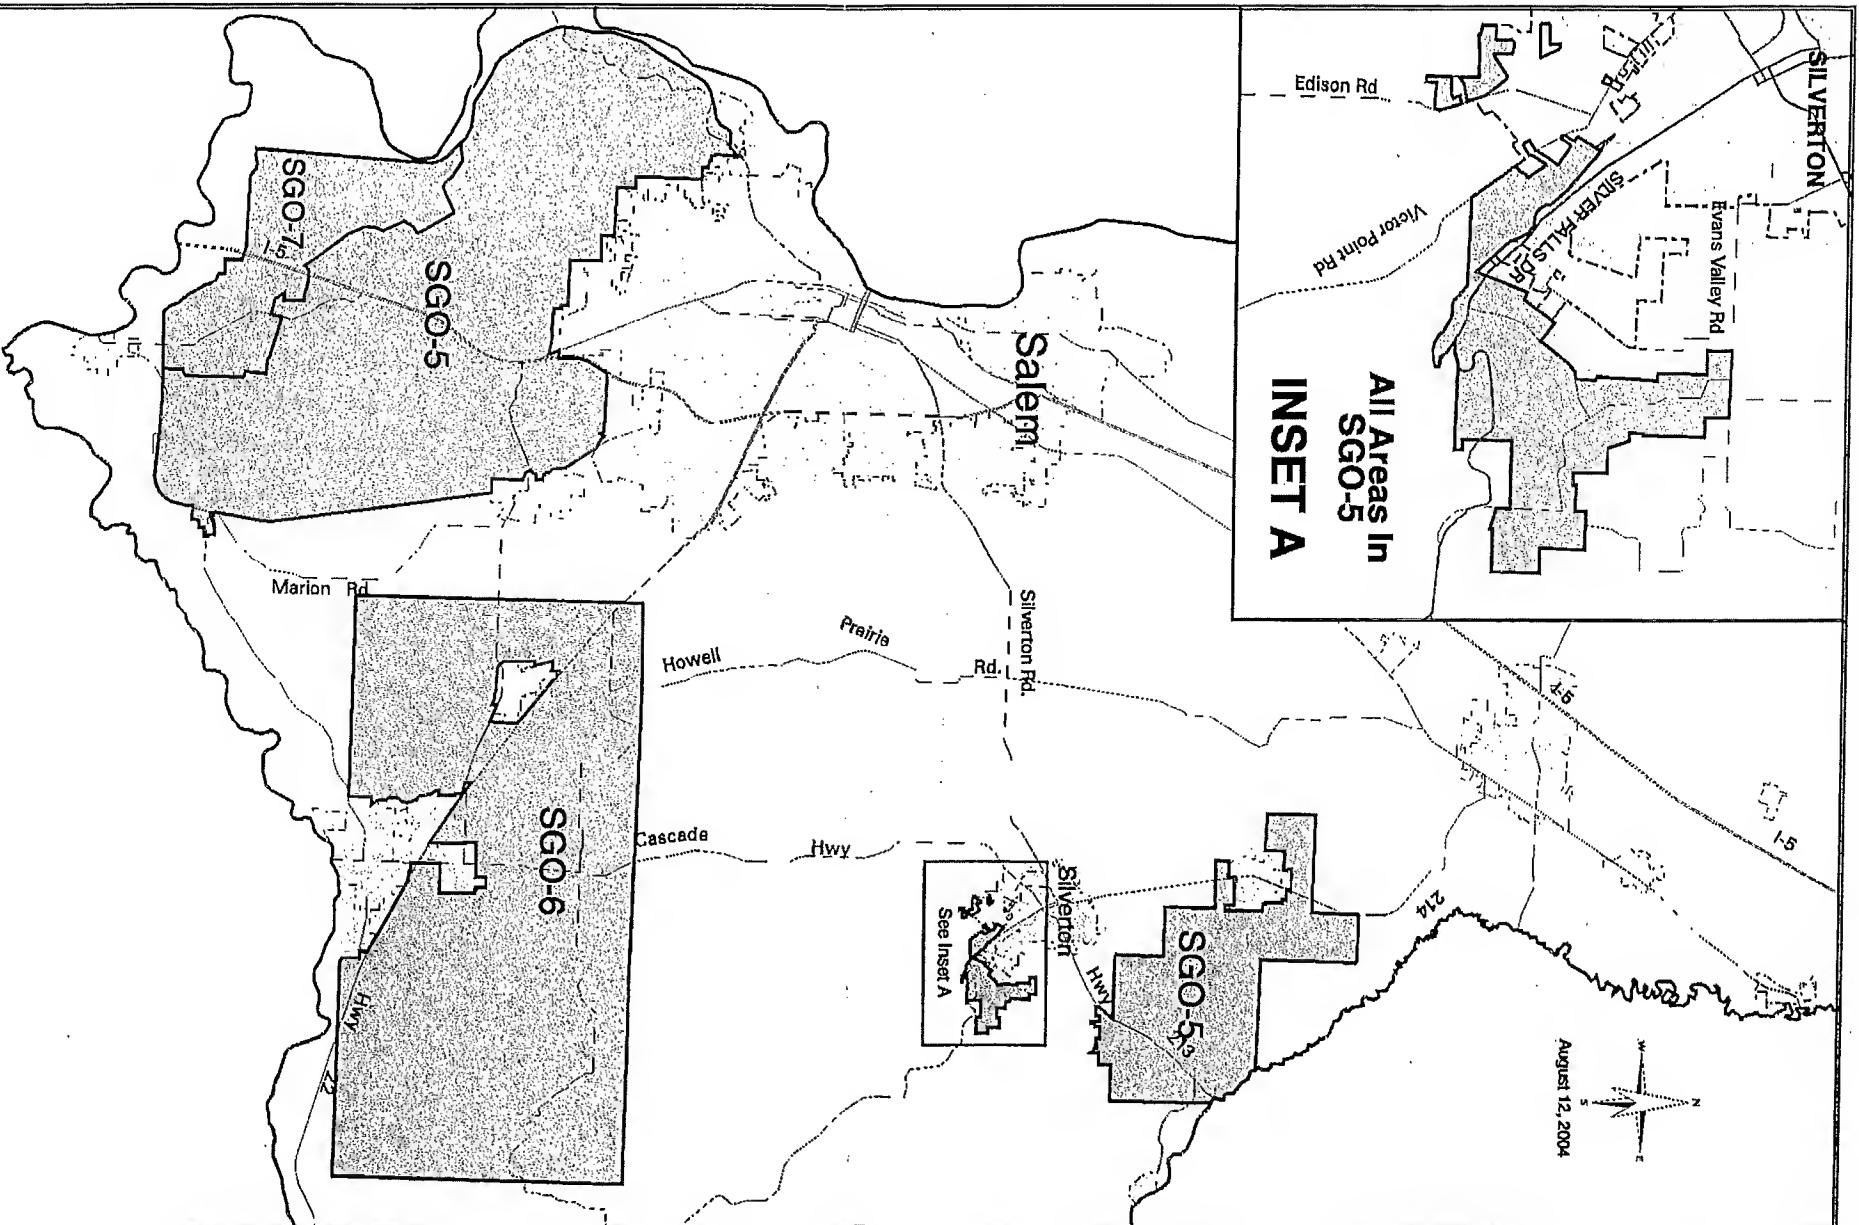 SILVERTON
Edison Rd
SILVER FALLS DR
Evans Valley Rd
Victor Point Rd
All Areas In
SGO-5
INSET A
SGO-7
I-5
SGO-5
Salem
Marion Rd
Silverton Rd.
Howell Prairie Rd.
I-5
I-5
Cascade Hwy
SGO-6
Silverton
See Inset A
SGO-5
Hwy 213
214
Hwy 22
N
W
E
S
August 12, 2004